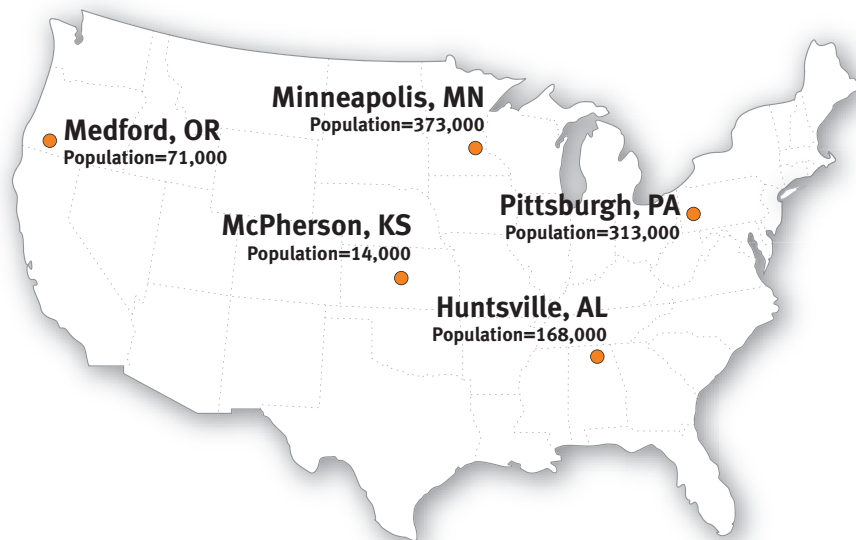 Minneapolis, MN
Population=373,000
Medford, OR
Population=71,000
Pittsburgh, PA
Population=313,000
McPherson, KS
Population=14,000
Huntsville, AL
Population=168,000